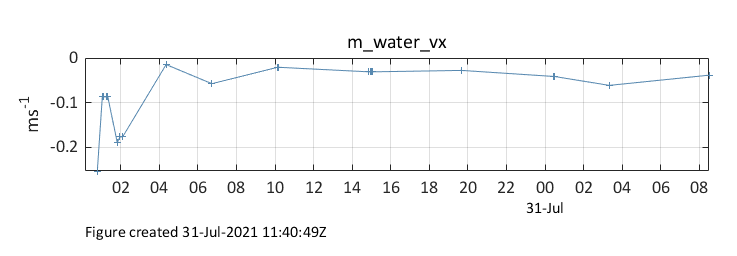 m_water_vx
0
-0.1
-0.2
ms-1
02 04 06 08 10 12 14 16 18 20 22 00 02 04 06 08
31-Jul
Figure created 31-Jul-2021 11:40:49Z